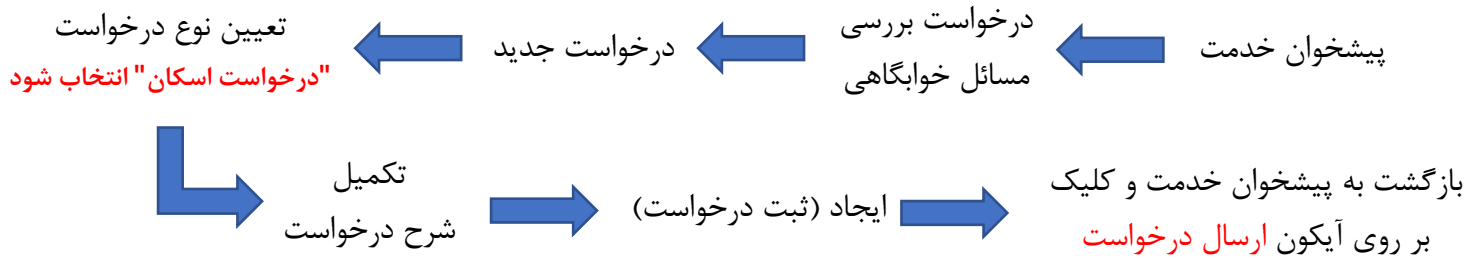 پیشخوان خدمت
درخواست بررسی
مسائل خوابگاهی
درخواست جدید
تعیین نوع درخواست
"درخواست اسکان" انتخاب شود
تکمیل
شرح درخواست
ایجاد (ثبت درخواست)
بازگشت به پیشخوان خدمت و کلیک
بر روی آیکون ارسال درخواست